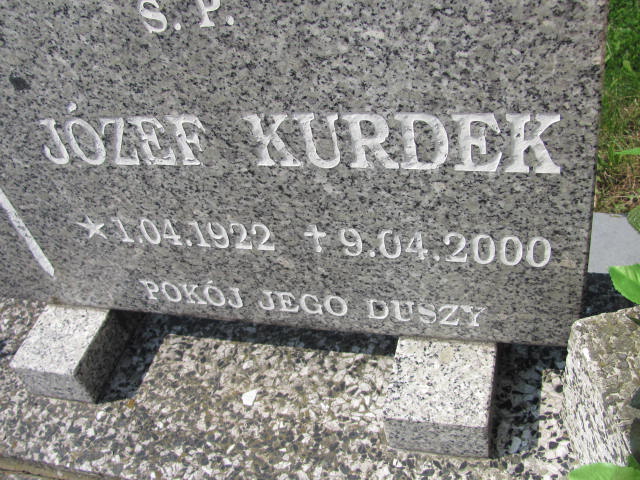 Ś.P.
JÓZEF KURDEK
★1.04.1922 ✝9.04.2000
POKÓJ JEGO DUSZY